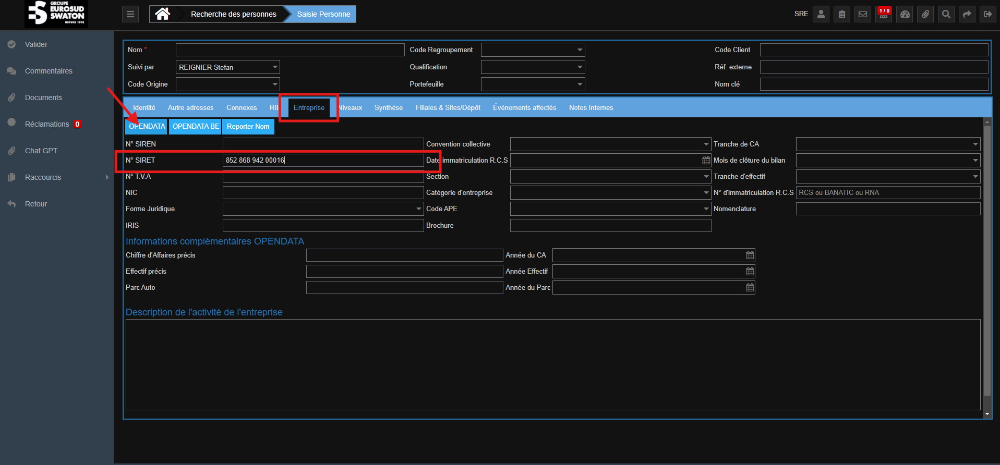 GROUPE
EUROSUD
SWATON
DEPUIS 1918
Recherche des personnes
Saisie Personne
SRE
1 / 0
Valider
Commentaires
Documents
Réclamations 0
Chat GPT
Raccourcis
Retour
Nom *
Code Regroupement
Code Client
Suivi par
REIGNIER Stefan
Qualification
Réf. externe
Code Origine
Portefeuille
Nom clé
Identité
Autre adresses
Connexes
RIB
Entreprise
Niveaux
Synthèse
Filiales & Sites/Dépôt
Évènements affectés
Notes Internes
OPENDATA
OPENDATA BE
Reporter Nom
N° SIREN
Convention collective
Tranche de CA
N° SIRET
852 868 942 00016
Date immatriculation R.C.S
Mois de clôture du bilan
N° T.V.A
Section
Tranche d'effectif
NIC
Catégorie d'entreprise
N° d'immatriculation R.C.S
RCS ou BANATIC ou RNA
Forme Juridique
Code APE
Nomenclature
IRIS
Brochure
Informations complémentaires OPENDATA
Chiffre d'Affaires précis
Année du CA
Effectif précis
Année Effectif
Parc Auto
Année du Parc
Description de l'activité de l'entreprise